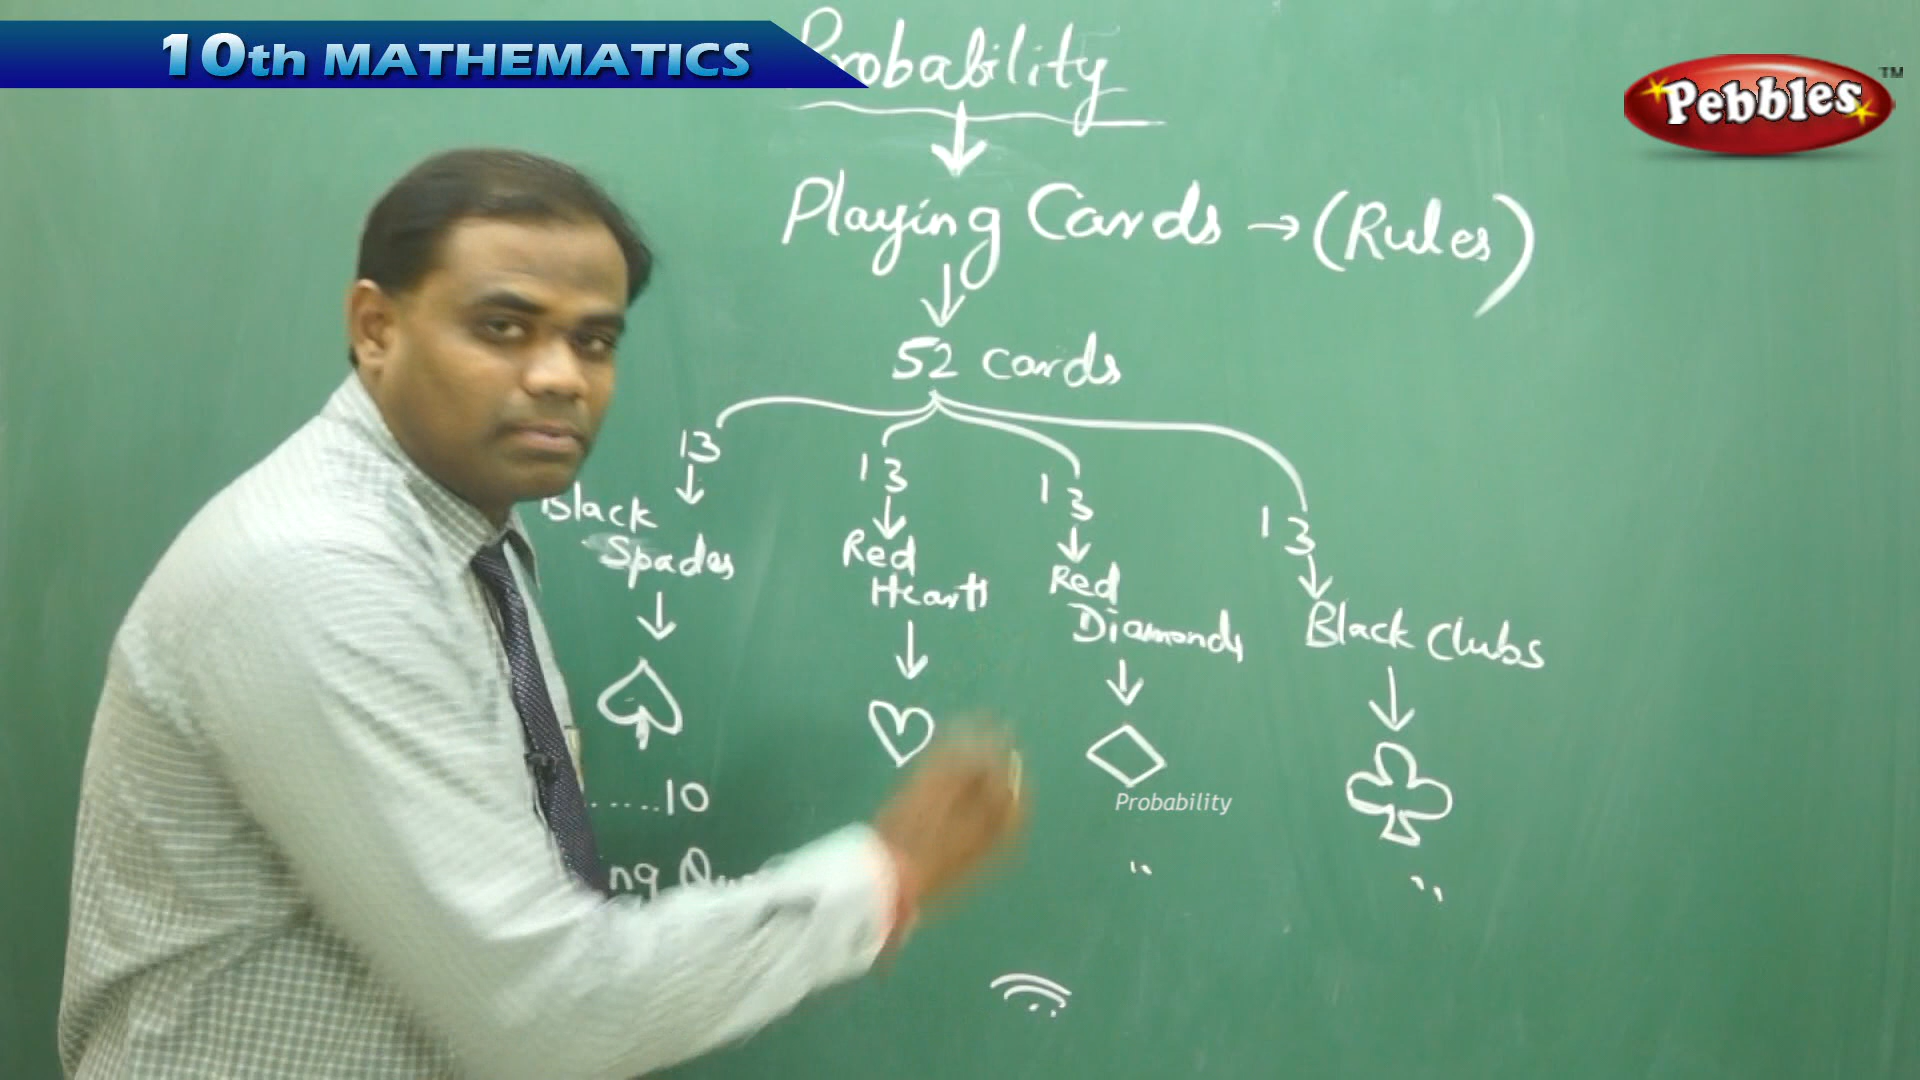 10th MATHEMATICS
Probability
Pebbles TM
Playing Cards → (Rules)
52 cards
13 13 13 13
Black
Spades
Red
Hearts
Red
Diamonds
Black Clubs
......10
Probability